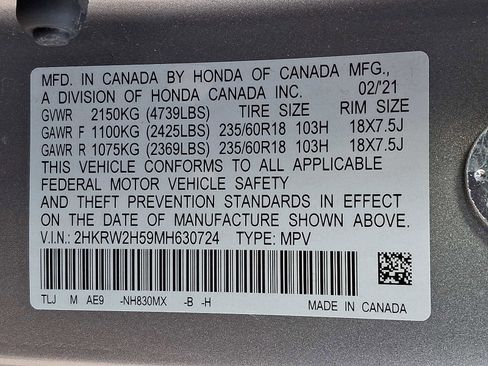 MFD. IN CANADA BY HONDA OF CANADA MFG.,
A DIVISION OF HONDA CANADA INC. 02/'21
GVWR 2150KG (4739LBS) TIRE SIZE RIM SIZE
GAWR F 1100KG (2425LBS) 235/60R18 103H 18X7.5J
GAWR R 1075KG (2369LBS) 235/60R18 103H 18X7.5J
THIS VEHICLE CONFORMS TO ALL APPLICABLE
FEDERAL MOTOR VEHICLE SAFETY
AND THEFT PREVENTION STANDARDS IN EFFECT
ON THE DATE OF MANUFACTURE SHOWN ABOVE.
V.I.N.: 2HKRW2H59MH630724 TYPE: MPV
TLJ M AE9 -NH830MX -B -H MADE IN CANADA